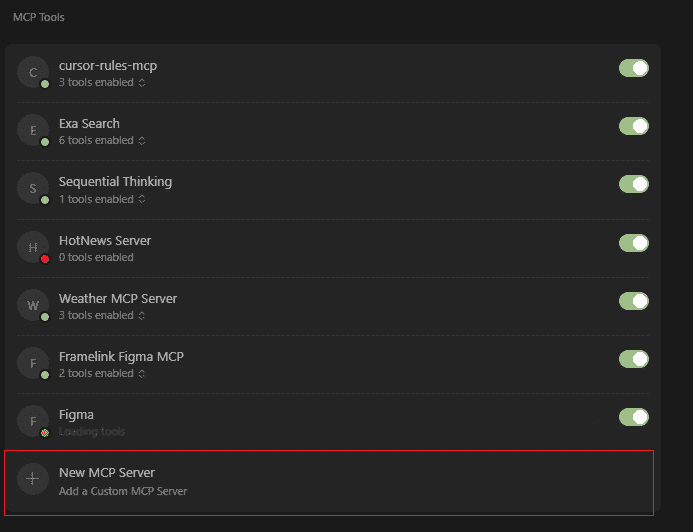 MCP Tools
C
cursor-rules-mcp
3 tools enabled
E
Exa Search
6 tools enabled
S
Sequential Thinking
1 tools enabled
H
HotNews Server
0 tools enabled
W
Weather MCP Server
3 tools enabled
F
Framelink Figma MCP
2 tools enabled
F
Figma
Loading tools
New MCP Server
Add a Custom MCP Server